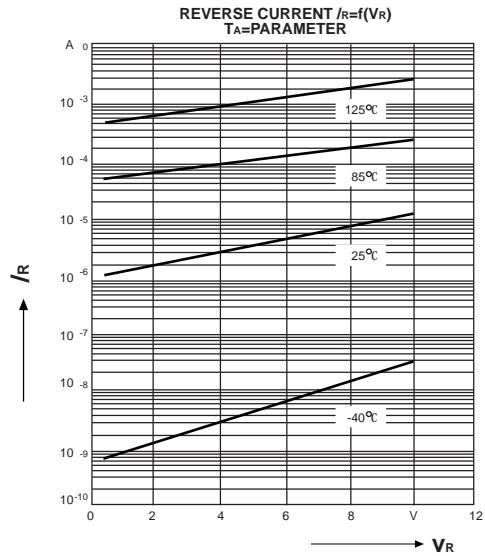 REVERSE CURRENT IR=f(VR)
TA=PARAMETER
A 0
10 -3
125℃
10 -4
85℃
10 -5
25℃
10 -6
IR
10 -7
10 -8
-40℃
10 -9
10 -10
0 2 4 6 8 V 12
VR